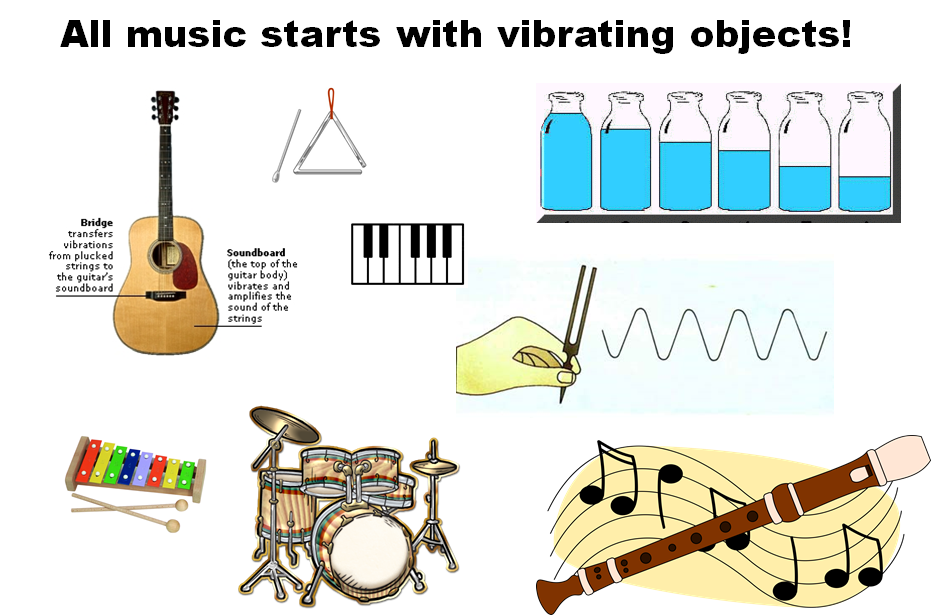 All music starts with vibrating objects!
Bridge
transfers
vibrations
from plucked
strings to
the guitar's
soundboard
Soundboard
(the top of the
guitar body)
vibrates and
amplifies the
sound of the
strings